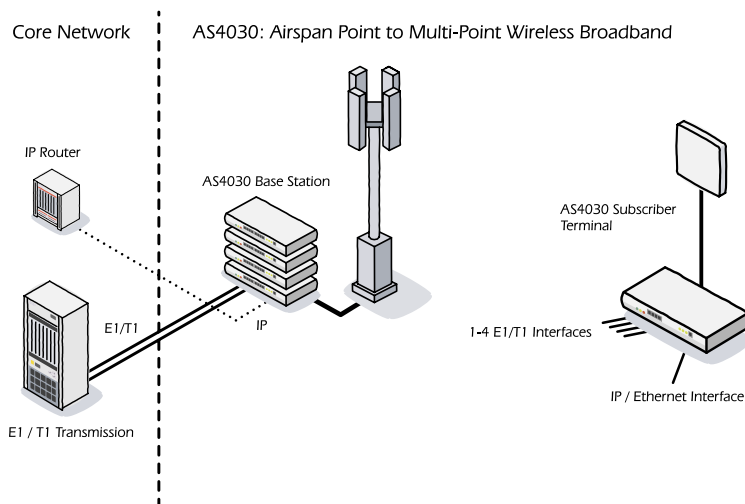 Core Network
AS4030: Airspan Point to Multi-Point Wireless Broadband
IP Router
AS4030 Base Station
AS4030 Subscriber
Terminal
E1/T1
IP
1-4 E1/T1 Interfaces
IP / Ethernet Interface
E1 / T1 Transmission